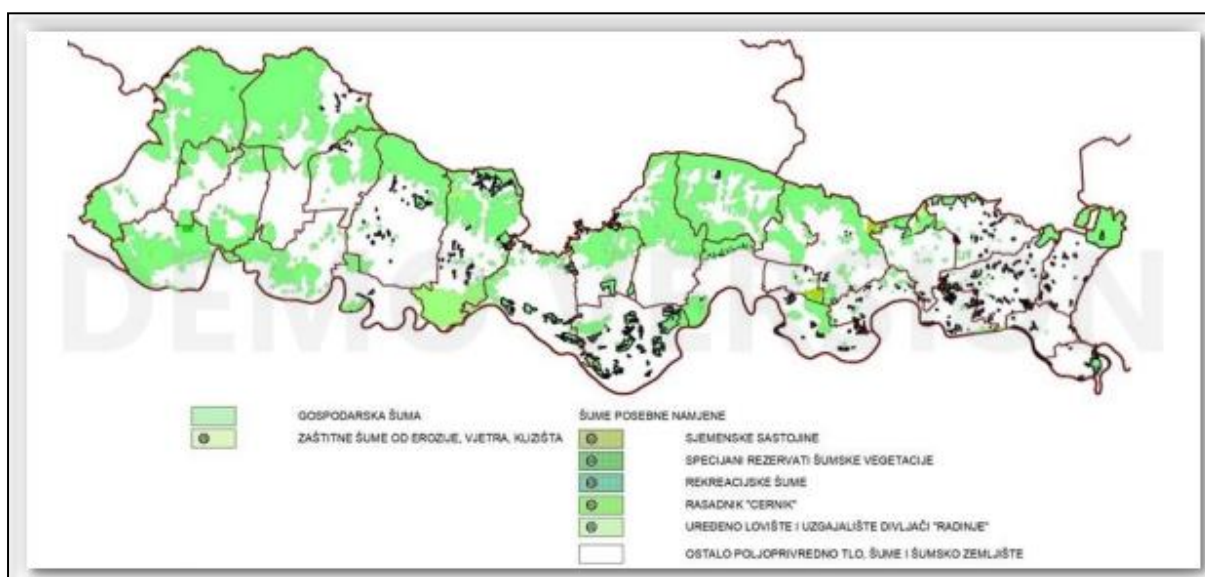 DEMO VERSION
GOSPODARSKA ŠUMA
ZAŠTITNE ŠUME OD EROZIJE, VJETRA, KLIZIŠTA
ŠUME POSEBNE NAMJENE
SJEMENSKE SASTOJINE
SPECIJANI REZERVATI ŠUMSKE VEGETACIJE
REKREACIJSKE ŠUME
RASADNIK "CERNIK"
UREĐENO LOVIŠTE I UZGAJALIŠTE DIVLJAČI "RADINJE"
OSTALO POLJOPRIVREDNO TLO, ŠUME I ŠUMSKO ZEMLJIŠTE